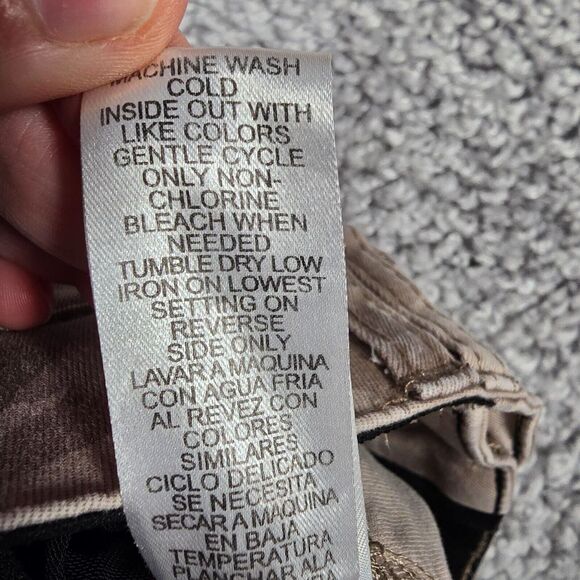 MACHINE WASH
COLD
INSIDE OUT WITH
LIKE COLORS
GENTLE CYCLE
ONLY NON-
CHLORINE
BLEACH WHEN
NEEDED
TUMBLE DRY LOW
IRON ON LOWEST
SETTING ON
REVERSE
SIDE ONLY
LAVAR A MAQUINA
CON AGUA FRIA
AL REVEZ CON
COLORES
SIMILARES
CICLO DELICADO
SE NECESITA
SECAR A MAQUINA
EN BAJA
TEMPERATURA
PLANCHAR ALA